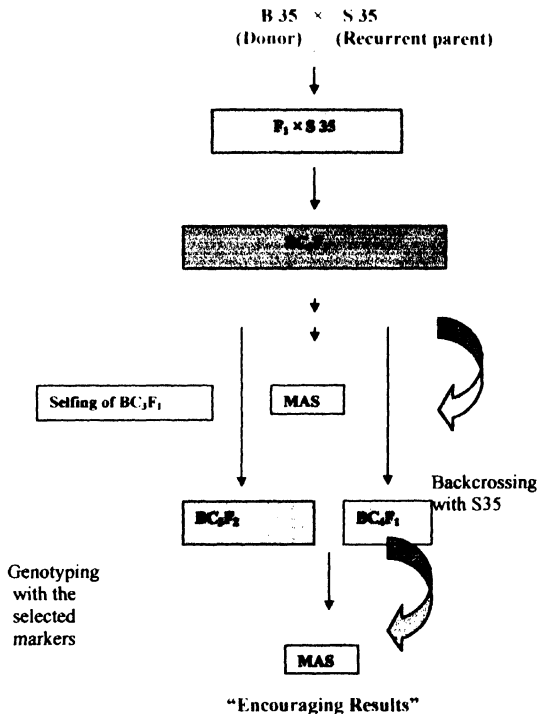 B 35 × S 35
(Donor) (Recurrent parent)
F₁ × S 35
Selfing of BC₃F₁
MAS
Backcrossing
with S35
BC₃F₂
BC₄F₁
Genotyping
with the
selected
markers
MAS
“Encouraging Results”